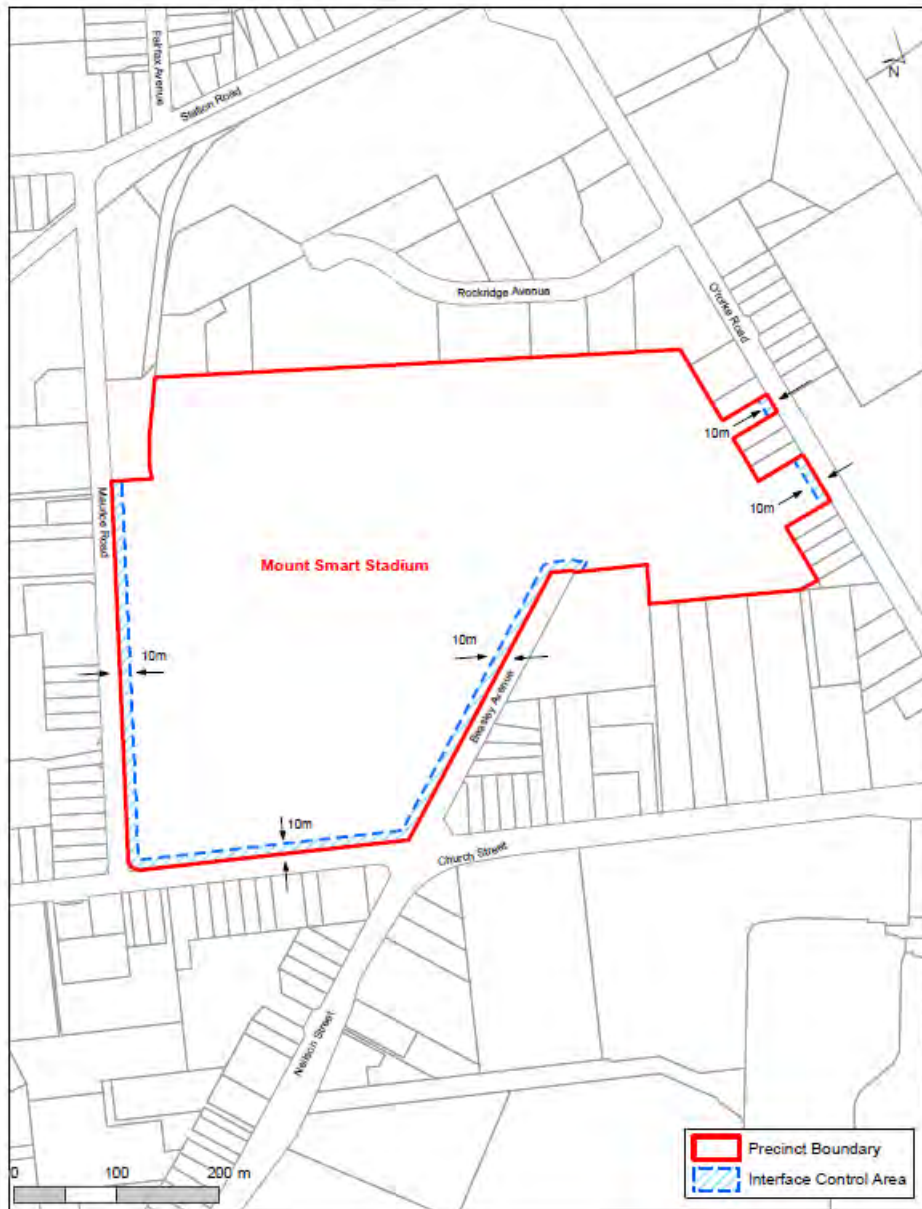 Fairfax Avenue
Station Road
N
Rockridge Avenue
O'rorke Road
10m
10m
Maurice Road
Mount Smart Stadium
10m
10m
Beasley Avenue
10m
Church Street
Neilson Street
Precinct Boundary
Interface Control Area
0 100 200 m